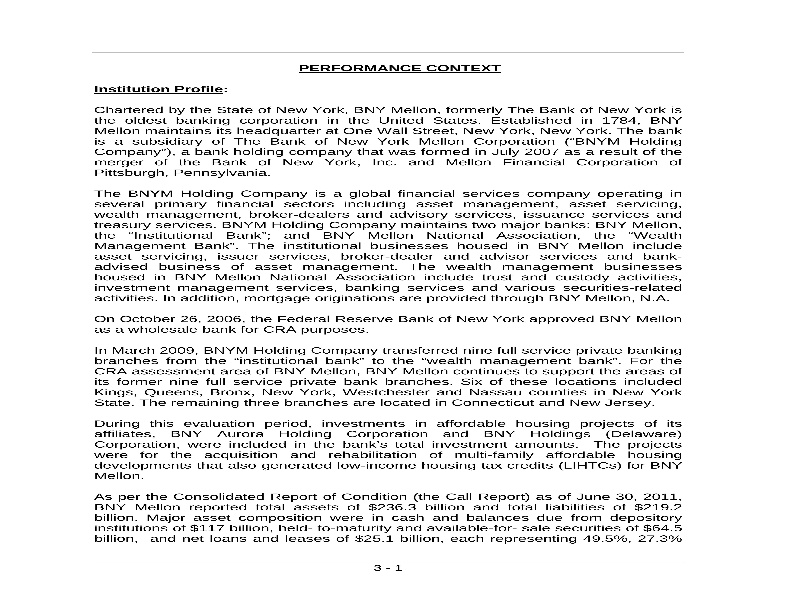 PERFORMANCE CONTEXT
Institution Profile:
Chartered by the State of New York, BNY Mellon, formerly The Bank of New York is
the oldest banking corporation in the United States. Established in 1784, BNY
Mellon maintains its headquarter at One Wall Street, New York, New York. The bank
is a subsidiary of The Bank of New York Mellon Corporation ("BNYM Holding
Company"), a bank holding company that was formed in July 2007 as a result of the
merger of the Bank of New York, Inc. and Mellon Financial Corporation of
Pittsburgh, Pennsylvania.
The BNYM Holding Company is a global financial services company operating in
several primary financial sectors including asset management, asset servicing,
wealth management, broker-dealers and advisory services, issuance services and
treasury services. BNYM Holding Company maintains two major banks: BNY Mellon,
the "Institutional Bank"; and BNY Mellon National Association, the "Wealth
Management Bank". The institutional businesses housed in BNY Mellon include
asset servicing, issuer services, broker-dealer and advisor services and bank-
advised business of asset management. The wealth management businesses
housed in BNY Mellon National Association include trust and custody activities,
investment management services, banking services and various securities-related
activities. In addition, mortgage originations are provided through BNY Mellon, N.A.
On October 26, 2006, the Federal Reserve Bank of New York approved BNY Mellon
as a wholesale bank for CRA purposes.
In March 2009, BNYM Holding Company transferred nine full service private banking
branches from the "institutional bank" to the "wealth management bank". For the
CRA assessment area of BNY Mellon, BNY Mellon continues to support the areas of
its former nine full service private bank branches. Six of these locations included
Kings, Queens, Bronx, New York, Westchester and Nassau counties in New York
State. The remaining three branches are located in Connecticut and New Jersey.
During this evaluation period, investments in affordable housing projects of its
affiliates, BNY Aurora Holding Corporation and BNY Holdings (Delaware)
Corporation, were included in the bank's total investment amounts. The projects
were for the acquisition and rehabilitation of multi-family affordable housing
developments that also generated low-income housing tax credits (LIHTCs) for BNY
Mellon.
As per the Consolidated Report of Condition (the Call Report) as of June 30, 2011,
BNY Mellon reported total assets of $236.3 billion and total liabilities of $219.2
billion. Major asset composition were in cash and balances due from depository
institutions of $117 billion, held- to-maturity and available-for- sale securities of $64.5
billion, and net loans and leases of $25.1 billion, each representing 49.5%, 27.3%
3 - 1